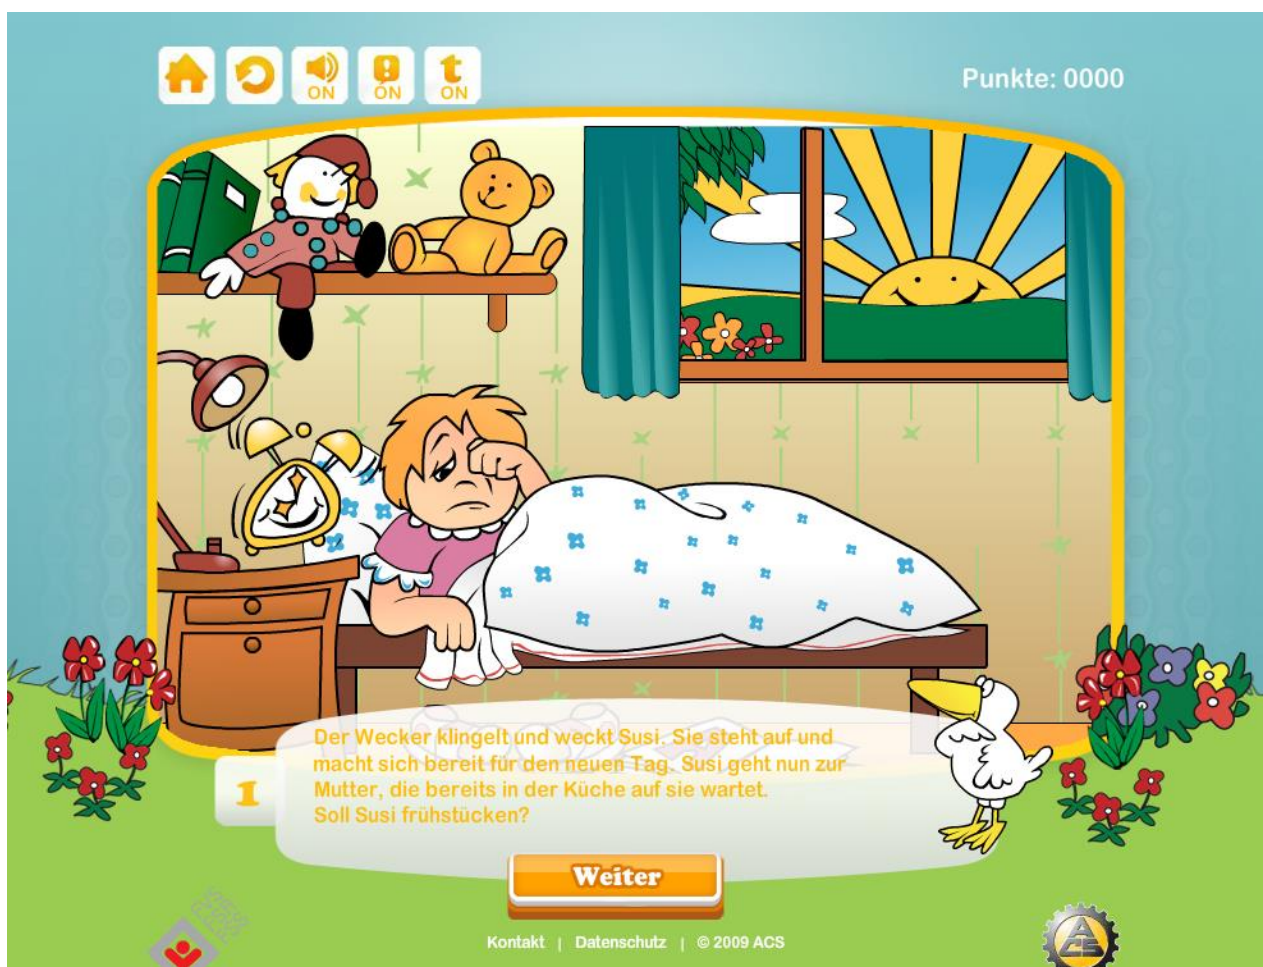 ON
ON
t
ON
Punkte: 0000
Der Wecker klingelt und weckt Susi. Sie steht auf und
macht sich bereit für den neuen Tag. Susi geht nun zur
Mutter, die bereits in der Küche auf sie wartet.
Soll Susi frühstücken?
1
Weiter
Kontakt | Datenschutz | © 2009 ACS
ACS